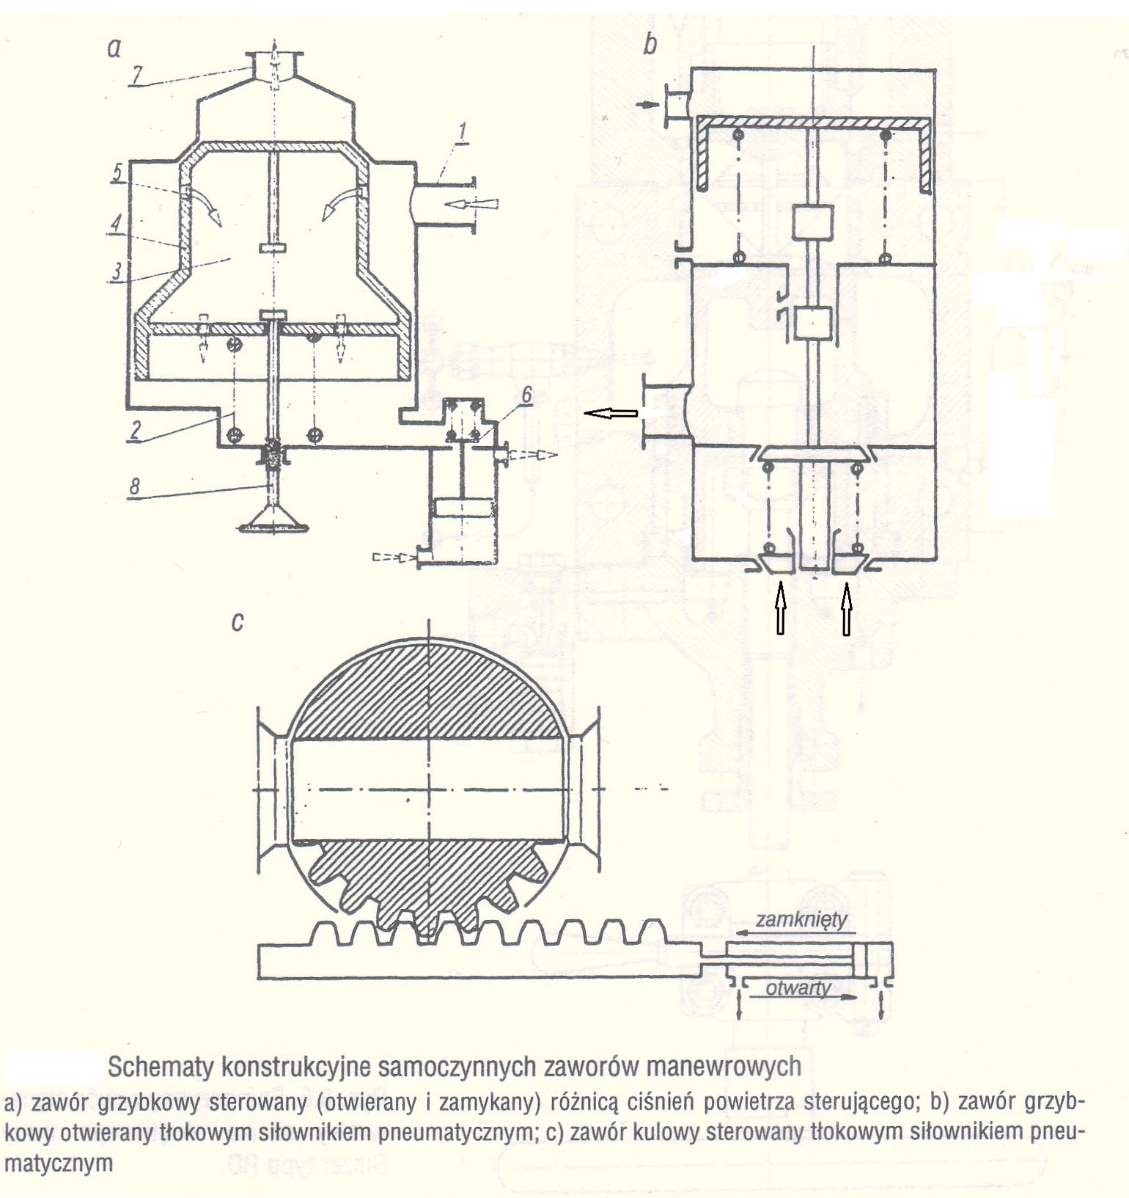 a
b
7
1
5
4
3
2
6
8
c
zamknięty
otwarty
Schematy konstrukcyjne samoczynnych zaworów manewrowych
a) zawór grzybkowy sterowany (otwierany i zamykany) różnicą ciśnień powietrza sterującego; b) zawór grzyb-
kowy otwierany tłokowym siłownikiem pneumatycznym; c) zawór kulowy sterowany tłokowym siłownikiem pneu-
matycznym